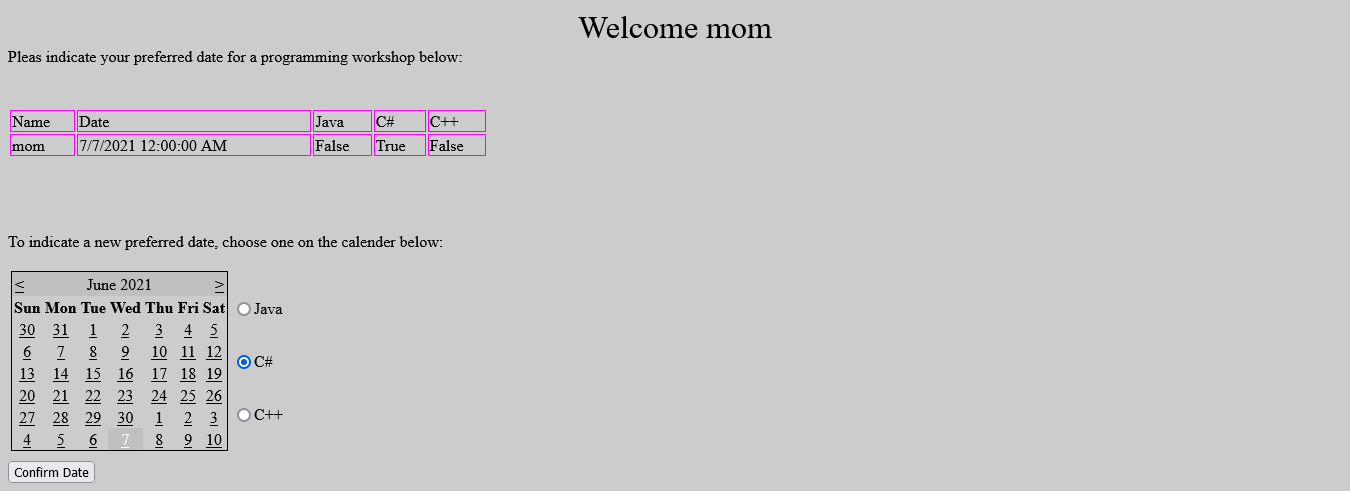 Welcome mom
Pleas indicate your preferred date for a programming workshop below:
Name Date Java C# C++
mom 7/7/2021 12:00:00 AM False True False
To indicate a new preferred date, choose one on the calender below:
< June 2021 >
Sun Mon Tue Wed Thu Fri Sat
30 31 1 2 3 4 5
6 7 8 9 10 11 12
13 14 15 16 17 18 19
20 21 22 23 24 25 26
27 28 29 30 1 2 3
4 5 6 7 8 9 10
Java
C#
C++
Confirm Date